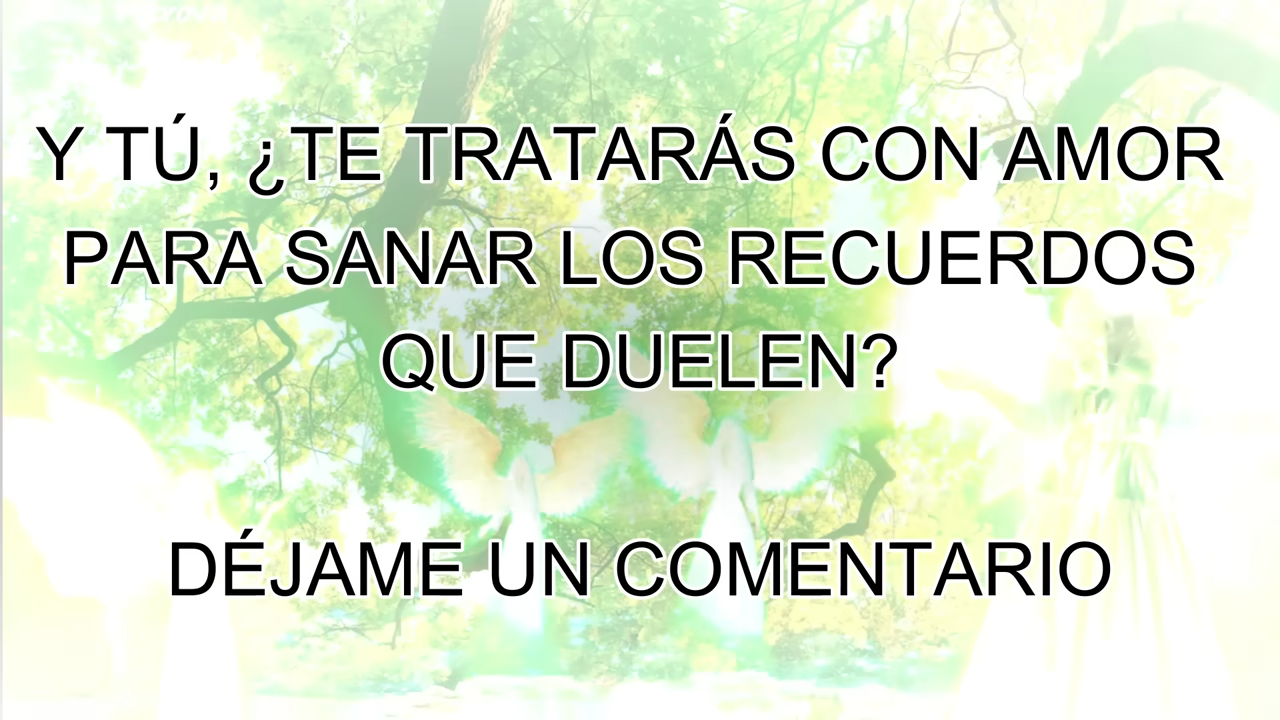 Y TÚ, ¿TE TRATARÁS CON AMOR
PARA SANAR LOS RECUERDOS
QUE DUELEN?
DÉJAME UN COMENTARIO